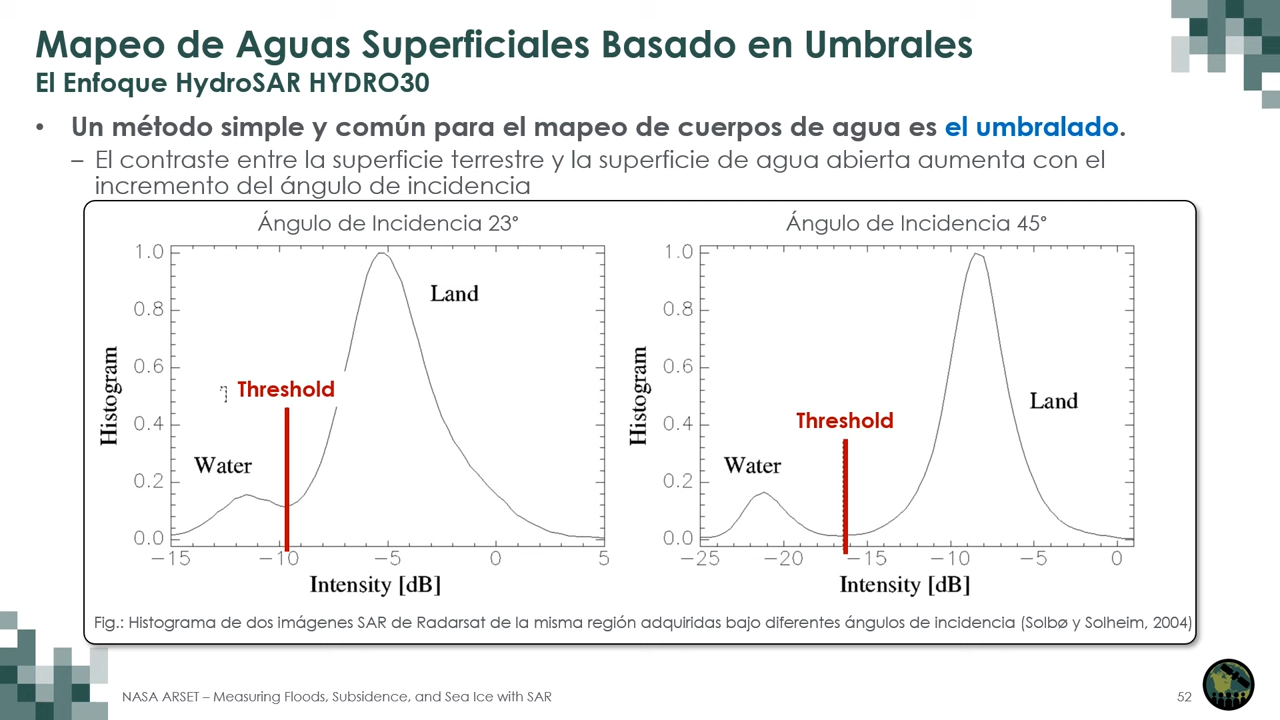 Mapeo de Aguas Superficiales Basado en Umbrales
El Enfoque HydroSAR HYDRO30
• Un método simple y común para el mapeo de cuerpos de agua es el umbralado.
– El contraste entre la superficie terrestre y la superficie de agua abierta aumenta con el
incremento del ángulo de incidencia
Ángulo de Incidencia 23°
1.0
0.8
0.6
0.4
0.2
0.0
Histogram
Land
Threshold
Water
−15 −10 −5 0 5
Intensity [dB]
Ángulo de Incidencia 45°
1.0
0.8
0.6
0.4
0.2
0.0
Histogram
Land
Threshold
Water
−25 −20 −15 −10 −5 0
Intensity [dB]
Fig.: Histograma de dos imágenes SAR de Radarsat de la misma región adquiridas bajo diferentes ángulos de incidencia (Solbø y Solheim, 2004)
NASA ARSET – Measuring Floods, Subsidence, and Sea Ice with SAR
52